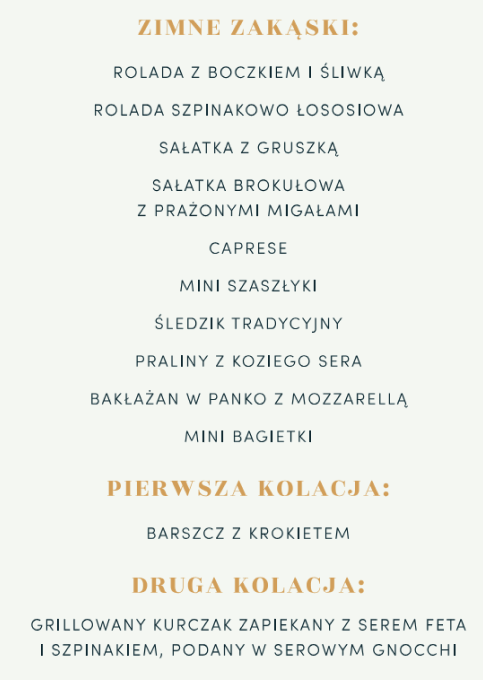 ZIMNE ZAKĄSKI:
ROLADA Z BOCZKIEM I ŚLIWKĄ
ROLADA SZPINAKOWO ŁOSOSIOWA
SAŁATKA Z GRUSZKĄ
SAŁATKA BROKUŁOWA
Z PRAŻONYMI MIGAŁAMI
CAPRESE
MINI SZASZŁYKI
ŚLEDZIK TRADYCYJNY
PRALINY Z KOZIEGO SERA
BAKŁAŻAN W PANKO Z MOZZARELLĄ
MINI BAGIETKI
PIERWSZA KOLACJA:
BARSZCZ Z KROKIETEM
DRUGA KOLACJA:
GRILLOWANY KURCZAK ZAPIEKANY Z SEREM FETA
I SZPINAKIEM, PODANY W SEROWYM GNOCCHI